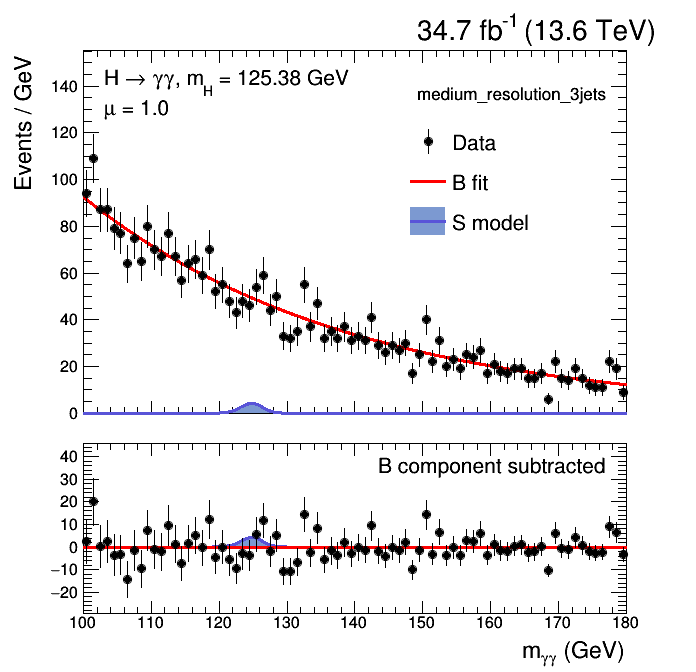 34.7 fb⁻¹ (13.6 TeV)
Events / GeV
H → γγ, m_H = 125.38 GeV
μ = 1.0
medium_resolution_3jets
Data
B fit
S model
140
120
100
80
60
40
20
0
B component subtracted
40
30
20
10
0
−10
−20
100 110 120 130 140 150 160 170 180
m_γγ (GeV)